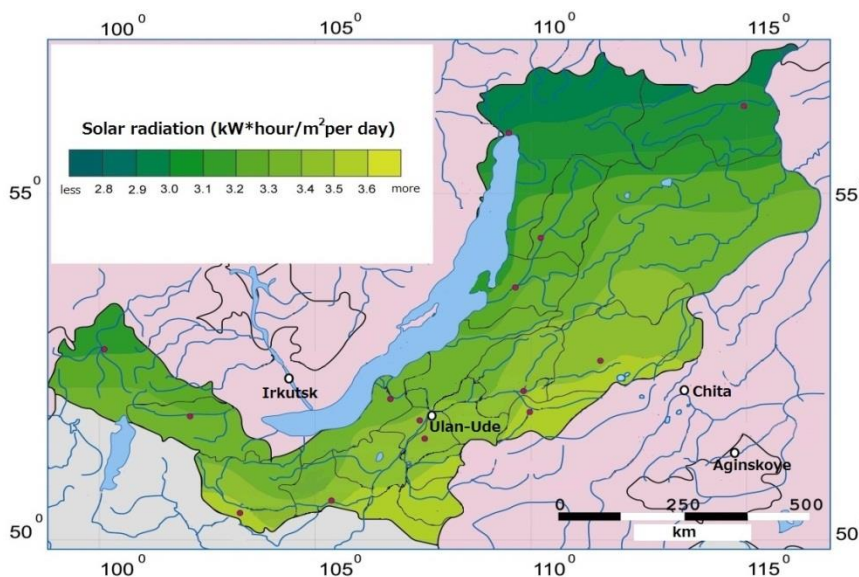 100⁰ 105⁰ 110⁰ 115⁰
Solar radiation (kW*hour/m² per day)
less 2.8 2.9 3.0 3.1 3.2 3.3 3.4 3.5 3.6 more
55⁰ 55
Irkutsk
Chita
Ulan-Ude
Aginskoye
0 250 500
km
50⁰ 50
100⁰ 105⁰ 110⁰ 115⁰